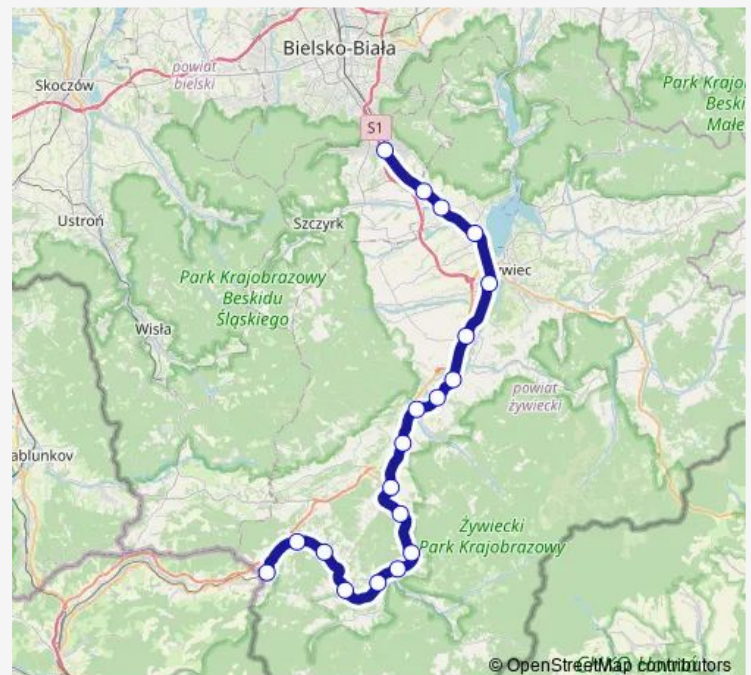 Bielsko-Biała
Skoczów
powiat
bielski
Park Krajo
Beski
Małe
S1
Ustroń
Szczyrk
ywiec
Park Krajobrazowy
Beskidu
Śląskiego
Wisła
powiat
żywiecki
ablunkov
Żywiecki
Park Krajobrazowy
© OpenStreetMap contributors